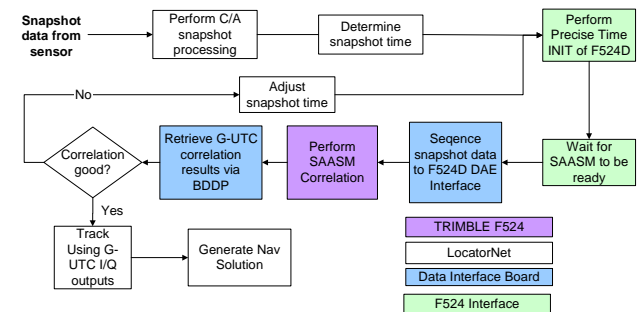 Snapshot
data from
sensor
Perform C/A
snapshot
processing
Determine
snapshot time
Perform
Precise Time
INIT of F524D
No
Adjust
snapshot time
Correlation
good?
Retrieve G-UTC
correlation
results via
BDDP
Perform
SAASM
Correlation
Seqence
snapshot data
to F524D DAE
Interface
Wait for
SAASM to be
ready
Yes
Track
Using G-
UTC I/Q
outputs
Generate Nav
Solution
TRIMBLE F524
LocatorNet
Data Interface Board
F524 Interface